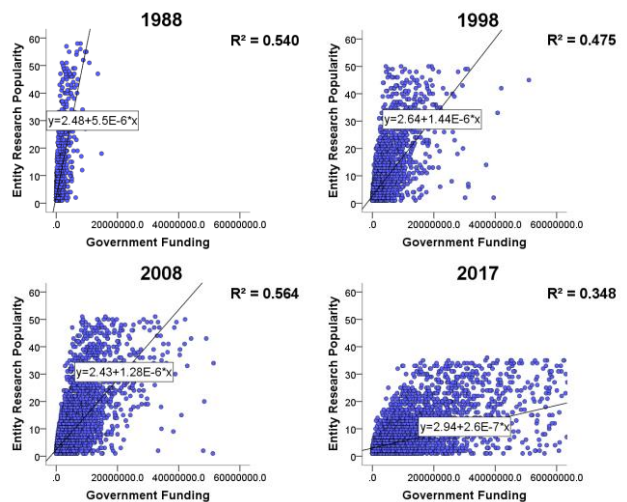 1988
R² = 0.540
Entity Research Popularity
60
50
40
30
20
10
0
y=2.48+5.5E-6*x
.0 20000000.0 40000000.0 60000000.0
Government Funding
1998
R² = 0.475
Entity Research Popularity
60
50
40
30
20
10
0
y=2.64+1.44E-6*x
.0 20000000.0 40000000.0 60000000.0
Government Funding
2008
R² = 0.564
Entity Research Popularity
60
50
40
30
20
10
0
y=2.43+1.28E-6*x
.0 20000000.0 40000000.0 60000000.0
Government Funding
2017
R² = 0.348
Entity Research Popularity
60
50
40
30
20
10
0
y=2.94+2.6E-7*x
.0 20000000.0 40000000.0 60000000.0
Government Funding